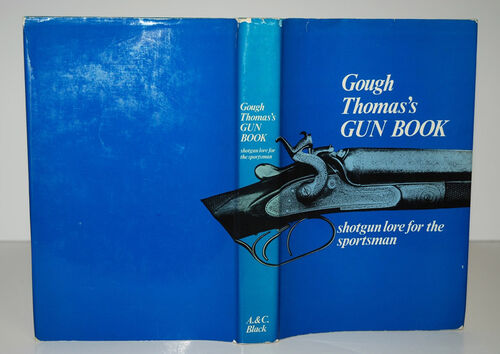 Gough
Thomas's
GUN
BOOK
shotgun lore for
the sportsman
A. & C.
Black
Gough
Thomas's
GUN BOOK
shotgun lore for the
sportsman